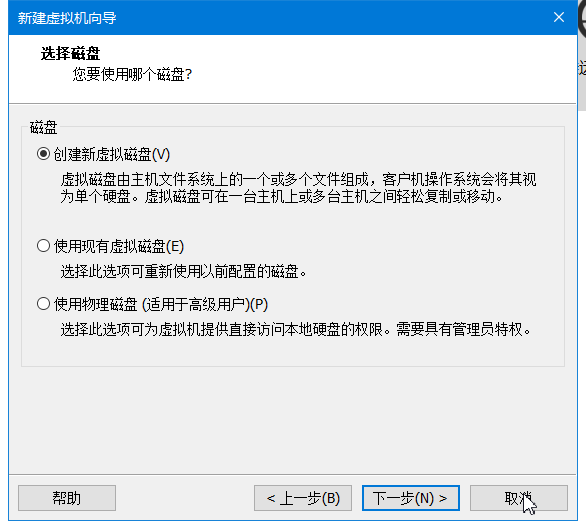 新建虚拟机向导
选择磁盘
您要使用哪个磁盘?
磁盘
创建新虚拟磁盘(V)
虚拟磁盘由主机文件系统上的一个或多个文件组成，客户机操作系统会将其视
为单个硬盘。虚拟磁盘可在一台主机上或多台主机之间轻松复制或移动。
使用现有虚拟磁盘(E)
选择此选项可重新使用以前配置的磁盘。
使用物理磁盘 (适用于高级用户)(P)
选择此选项可为虚拟机提供直接访问本地硬盘的权限。需要具有管理员特权。
帮助
< 上一步(B)
下一步(N) >
取消